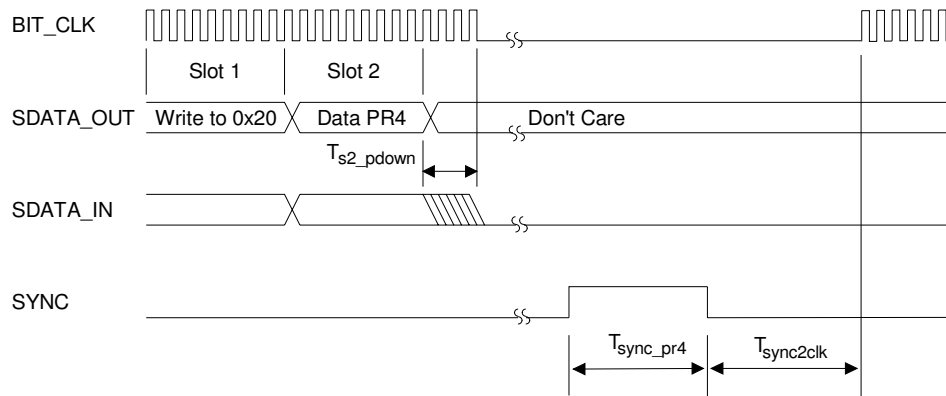 BIT_CLK
Slot 1 Slot 2
SDATA_OUT Write to 0x20 Data PR4 Don't Care
Ts2_pdown
SDATA_IN
SYNC
Tsync_pr4 Tsync2clk